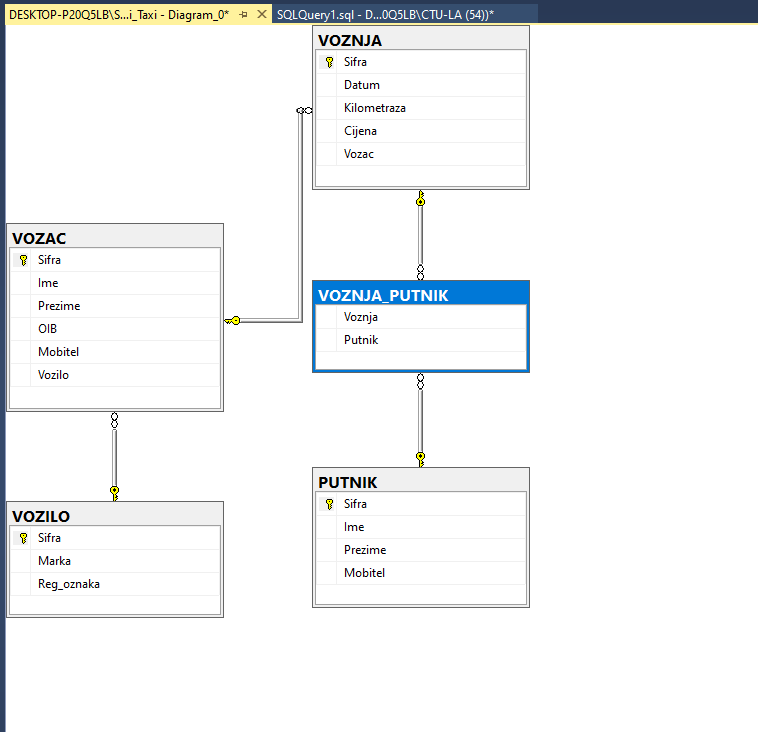 DESKTOP-P20Q5LB\S...i_Taxi - Diagram_0*
SQLQuery1.sql - D...0Q5LB\CTU-LA (54))*
VOZNJA
Sifra
Datum
Kilometraza
Cijena
Vozac
VOZAC
Sifra
Ime
Prezime
OIB
Mobitel
Vozilo
VOZNJA_PUTNIK
Voznja
Putnik
VOZILO
Sifra
Marka
Reg_oznaka
PUTNIK
Sifra
Ime
Prezime
Mobitel